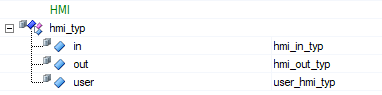 HMI
hmi_typ
in hmi_in_typ
out hmi_out_typ
user user_hmi_typ